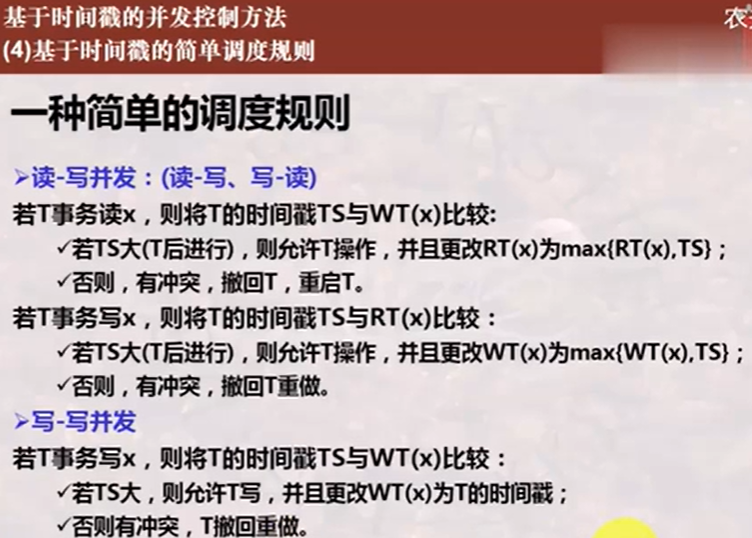 基于时间戳的并发控制方法
(4)基于时间戳的简单调度规则
一种简单的调度规则
➢读-写并发：(读-写、写-读)
若T事务读x，则将T的时间戳TS与WT(x)比较:
✓若TS大(T后进行)，则允许T操作，并且更改RT(x)为max{RT(x),TS}；
✓否则，有冲突，撤回T，重启T。
若T事务写x，则将T的时间戳TS与RT(x)比较：
✓若TS大(T后进行)，则允许T操作，并且更改WT(x)为max{WT(x),TS}；
✓否则，有冲突，撤回T重做。
➢写-写并发
若T事务写x，则将T的时间戳TS与WT(x)比较：
✓若TS大，则允许T写，并且更改WT(x)为T的时间戳；
✓否则有冲突，T撤回重做。